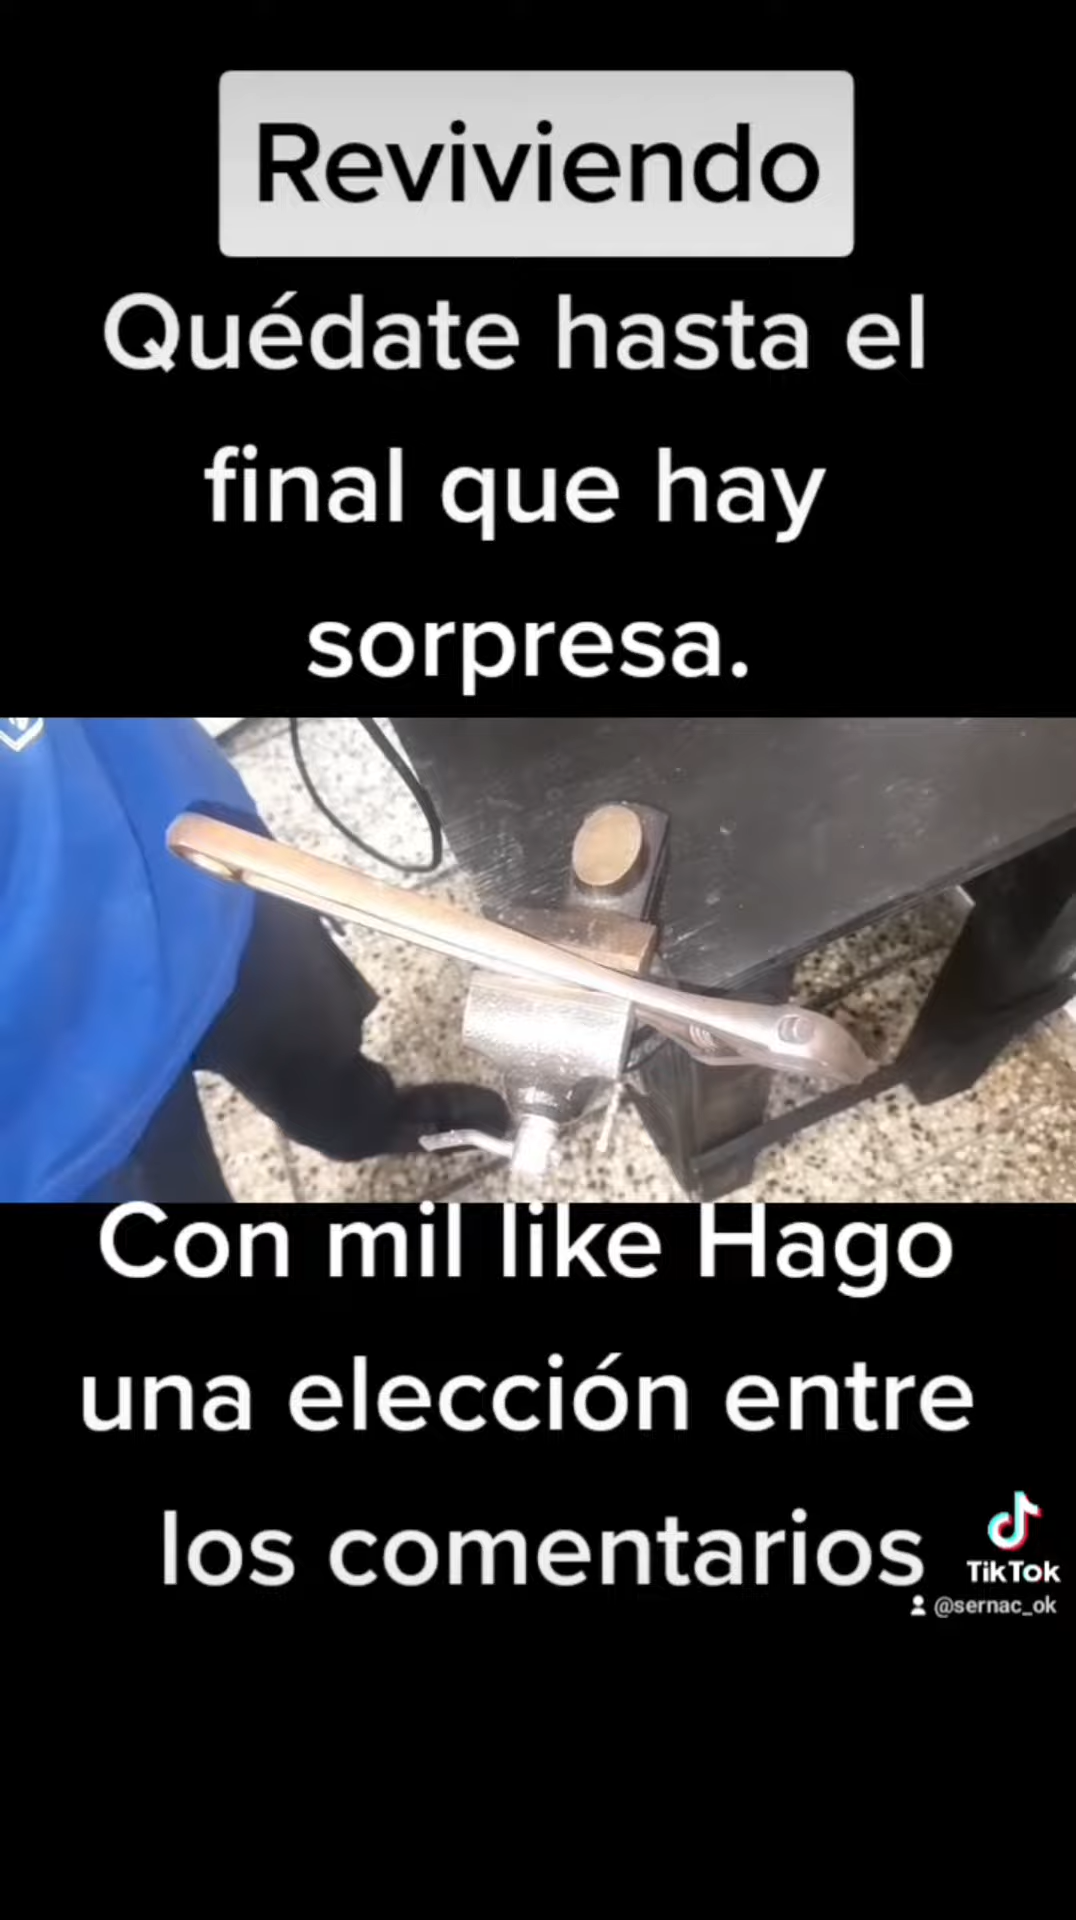 Reviviendo
Quédate hasta el
final que hay
sorpresa.
Con mil like Hago
una elección entre
los comentarios
TikTok
@sernac_ok